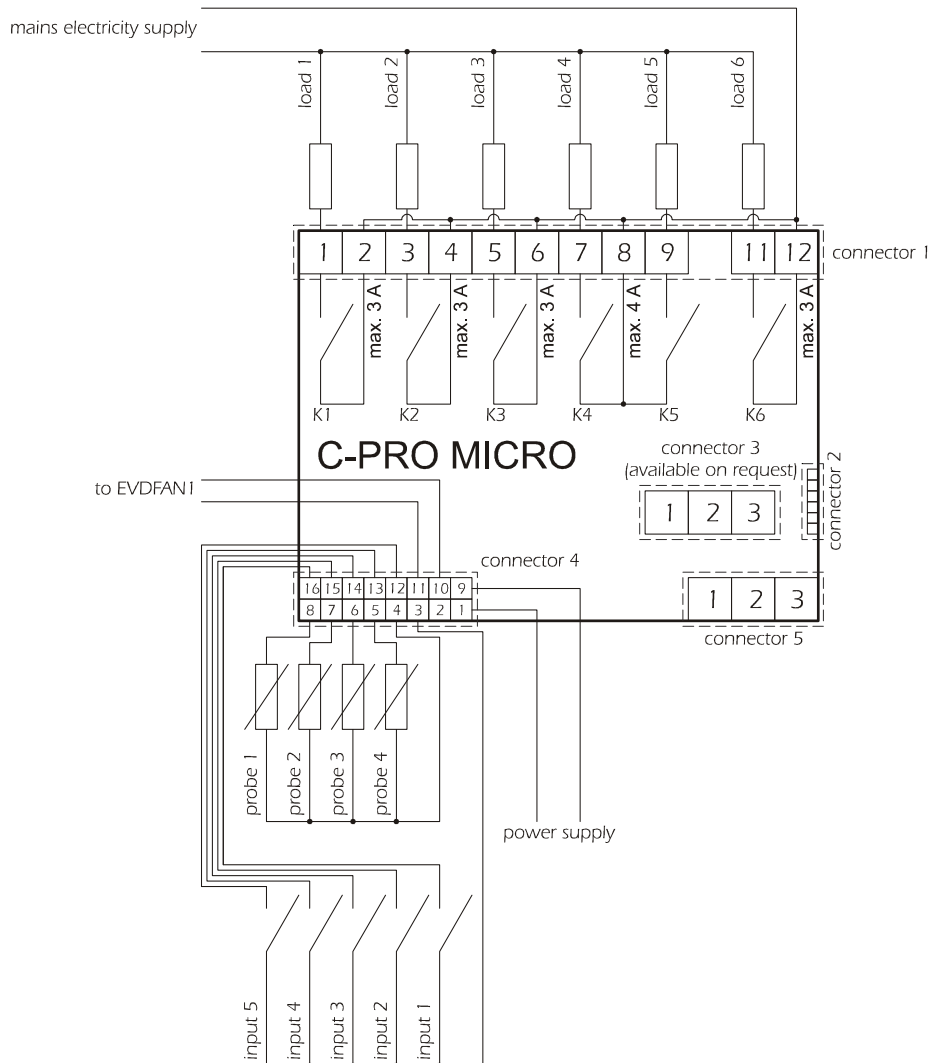 mains electricity supply
load 1
load 2
load 3
load 4
load 5
load 6
1 2 3 4 5 6 7 8 9 11 12
connector 1
max. 3 A
max. 3 A
max. 3 A
max. 4 A
max. 3 A
K1 K2 K3 K4 K5 K6
C-PRO MICRO
connector 3
(available on request)
1 2 3
connector 2
to EVDFAN1
connector 4
16 15 14 13 12 11 10 9
8 7 6 5 4 3 2 1
1 2 3
connector 5
probe 1
probe 2
probe 3
probe 4
power supply
input 5
input 4
input 3
input 2
input 1